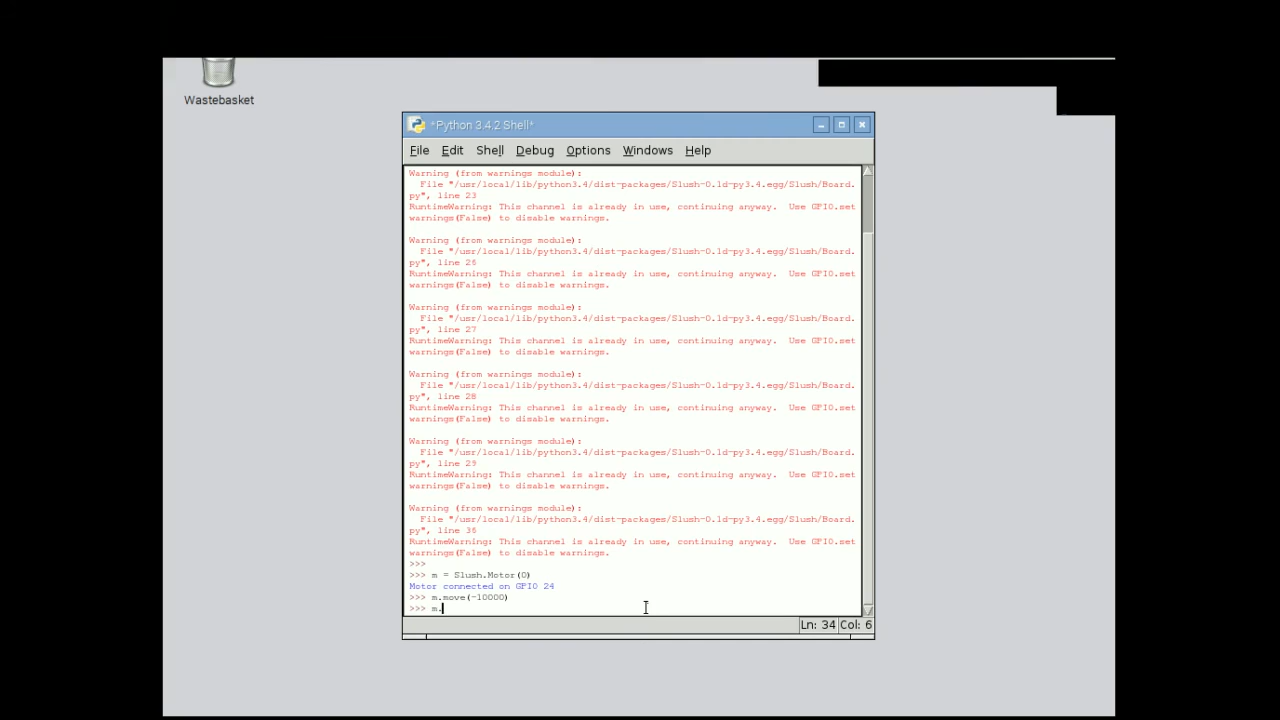 Wastebasket
*Python 3.4.2 Shell*
File Edit Shell Debug Options Windows Help
Warning (from warnings module):
File "/usr/local/lib/python3.4/dist-packages/Slush-0.1d-py3.4.egg/Slush/Board.
py", line 23
RuntimeWarning: This channel is already in use, continuing anyway.  Use GPIO.set
warnings(False) to disable warnings.
Warning (from warnings module):
File "/usr/local/lib/python3.4/dist-packages/Slush-0.1d-py3.4.egg/Slush/Board.
py", line 26
RuntimeWarning: This channel is already in use, continuing anyway.  Use GPIO.set
warnings(False) to disable warnings.
Warning (from warnings module):
File "/usr/local/lib/python3.4/dist-packages/Slush-0.1d-py3.4.egg/Slush/Board.
py", line 27
RuntimeWarning: This channel is already in use, continuing anyway.  Use GPIO.set
warnings(False) to disable warnings.
Warning (from warnings module):
File "/usr/local/lib/python3.4/dist-packages/Slush-0.1d-py3.4.egg/Slush/Board.
py", line 28
RuntimeWarning: This channel is already in use, continuing anyway.  Use GPIO.set
warnings(False) to disable warnings.
Warning (from warnings module):
File "/usr/local/lib/python3.4/dist-packages/Slush-0.1d-py3.4.egg/Slush/Board.
py", line 29
RuntimeWarning: This channel is already in use, continuing anyway.  Use GPIO.set
warnings(False) to disable warnings.
Warning (from warnings module):
File "/usr/local/lib/python3.4/dist-packages/Slush-0.1d-py3.4.egg/Slush/Board.
py", line 36
RuntimeWarning: This channel is already in use, continuing anyway.  Use GPIO.set
warnings(False) to disable warnings.
>>>
>>> m = Slush.Motor(0)
Motor connected on GPIO 24
>>> m.move(-10000)
>>> m.
Ln: 34 Col: 6